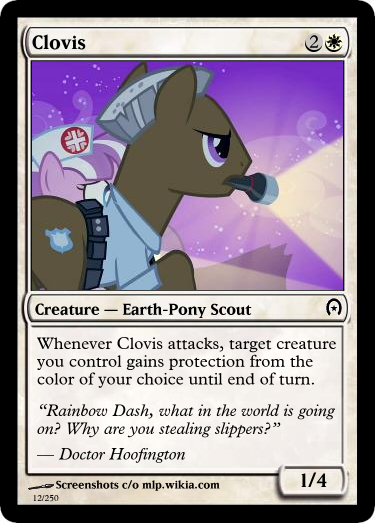 Clovis 2
Creature — Earth-Pony Scout
Whenever Clovis attacks, target creature
you control gains protection from the
color of your choice until end of turn.
“Rainbow Dash, what in the world is going
on? Why are you stealing slippers?”
— Doctor Hoofington
Screenshots c/o mlp.wikia.com
1/4
12/250